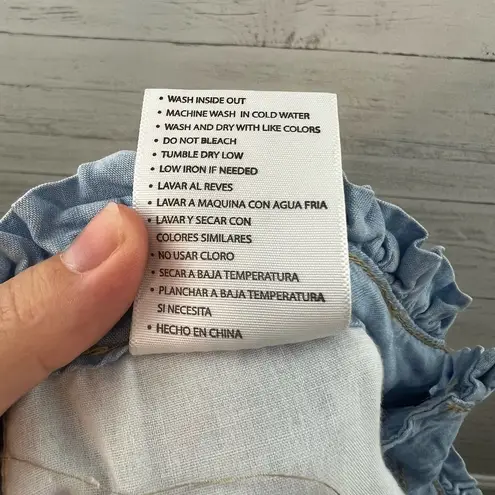 • WASH INSIDE OUT
• MACHINE WASH IN COLD WATER
• WASH AND DRY WITH LIKE COLORS
• DO NOT BLEACH
• TUMBLE DRY LOW
• LOW IRON IF NEEDED
• LAVAR AL REVES
• LAVAR A MAQUINA CON AGUA FRIA
• LAVAR Y SECAR CON
COLORES SIMILARES
• NO USAR CLORO
• SECAR A BAJA TEMPERATURA
• PLANCHAR A BAJA TEMPERATURA
SI NECESITA
• HECHO EN CHINA